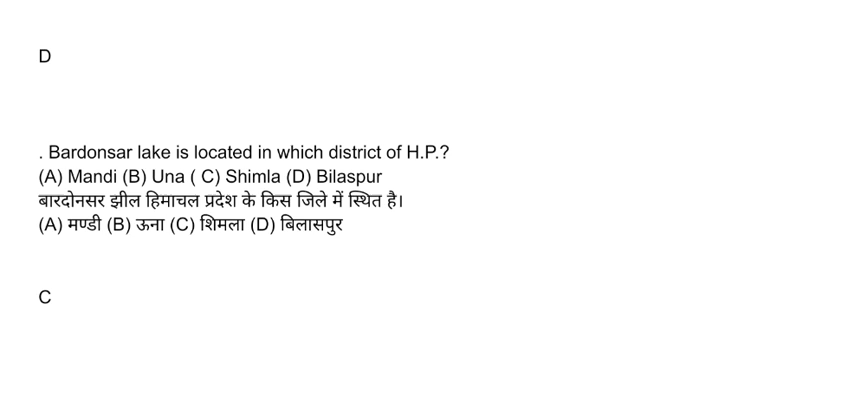 D
. Bardonsar lake is located in which district of H.P.?
(A) Mandi (B) Una ( C) Shimla (D) Bilaspur
बारदोनसर झील हिमाचल प्रदेश के किस जिले में स्थित है।
(A) मण्डी (B) ऊना (C) शिमला (D) बिलासपुर
C